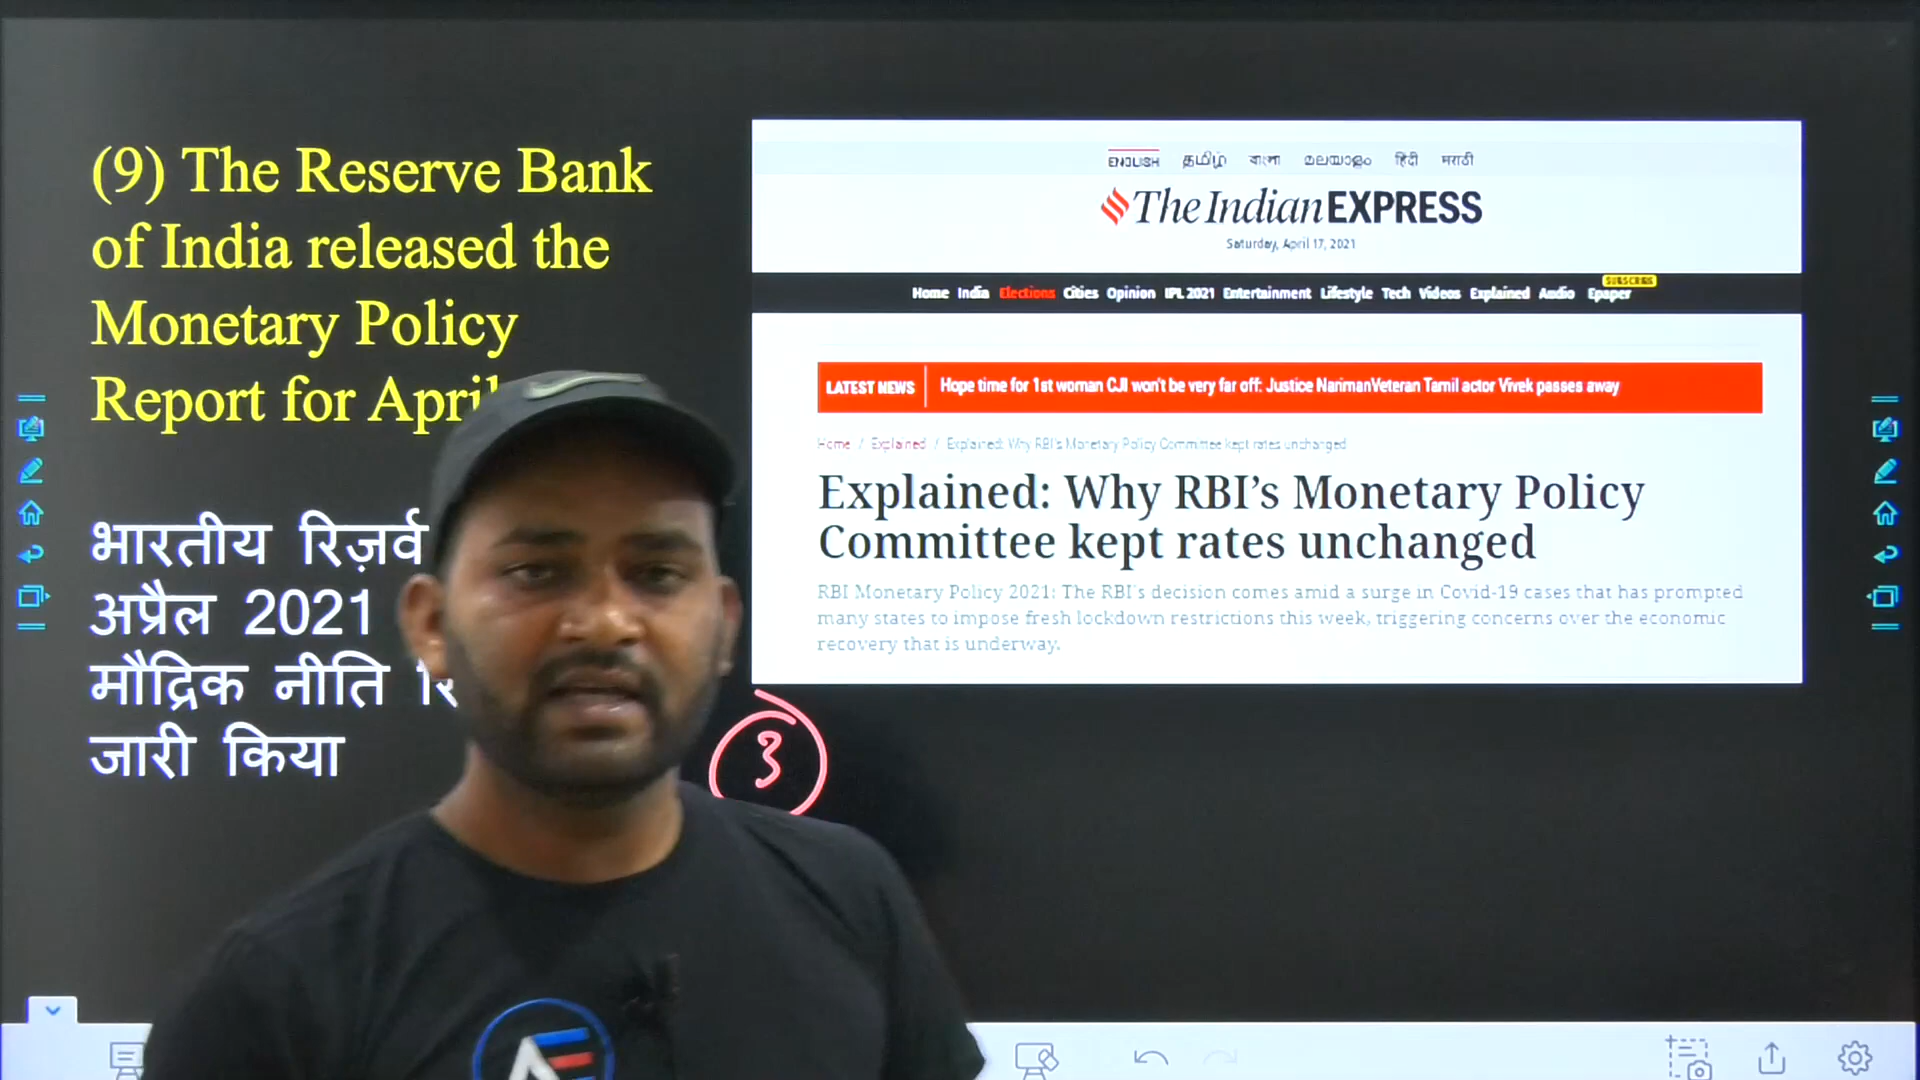 (9) The Reserve Bank
of India released the
Monetary Policy
Report for April
भारतीय रिज़र्व
अप्रैल 2021
मौद्रिक नीति
जारी किया
ENGLISH தமிழ் বাংলা മലയാളം हिंदी मराठी
The Indian EXPRESS
Saturday, April 17, 2021
SUBSCRIBE
Home India Elections Cities Opinion IPL 2021 Entertainment Lifestyle Tech Videos Explained Audio Epaper
LATEST NEWS Hope time for 1st woman CJI won't be very far off: Justice NarimanVeteran Tamil actor Vivek passes away
Home / Explained / Explained: Why RBI's Monetary Policy Committee kept rates unchanged
Explained: Why RBI’s Monetary Policy
Committee kept rates unchanged
RBI Monetary Policy 2021: The RBI's decision comes amid a surge in Covid-19 cases that has prompted
many states to impose fresh lockdown restrictions this week, triggering concerns over the economic
recovery that is underway.
3